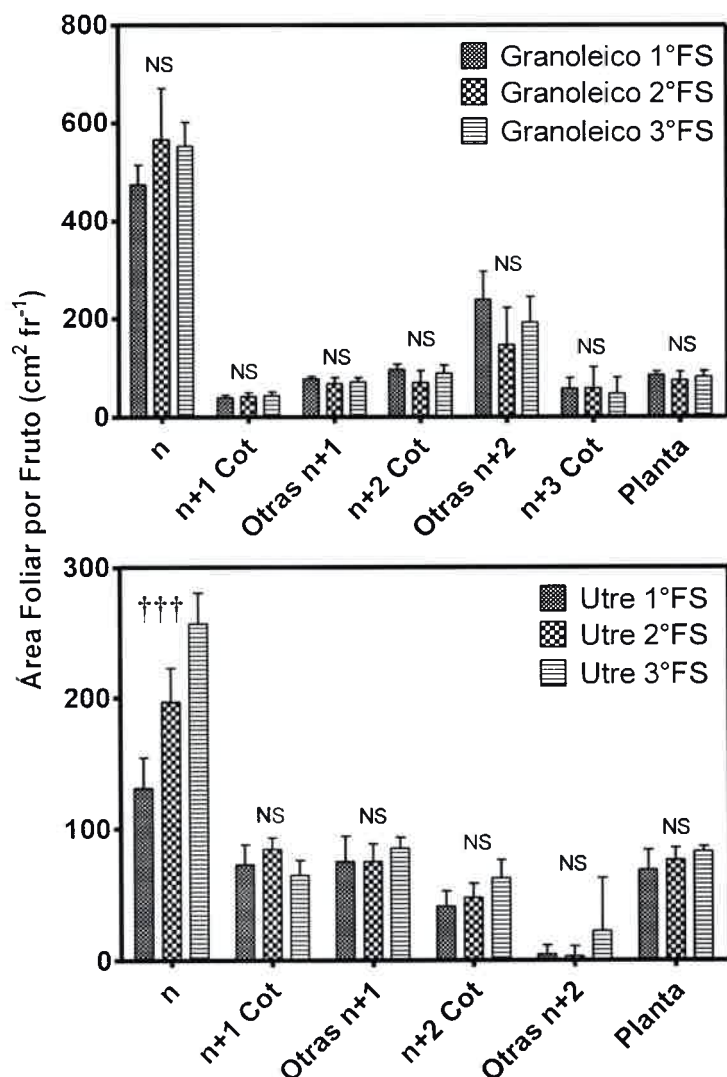 Área Foliar por Fruto (cm² fr⁻¹)
800
600
400
200
0
Granoleico 1°FS
Granoleico 2°FS
Granoleico 3°FS
NS
NS
NS
NS
NS
NS
NS
n
n+1 Cot
Otras n+1
n+2 Cot
Otras n+2
n+3 Cot
Planta
300
200
100
0
Utre 1°FS
Utre 2°FS
Utre 3°FS
†††
NS
NS
NS
NS
NS
n
n+1 Cot
Otras n+1
n+2 Cot
Otras n+2
Planta